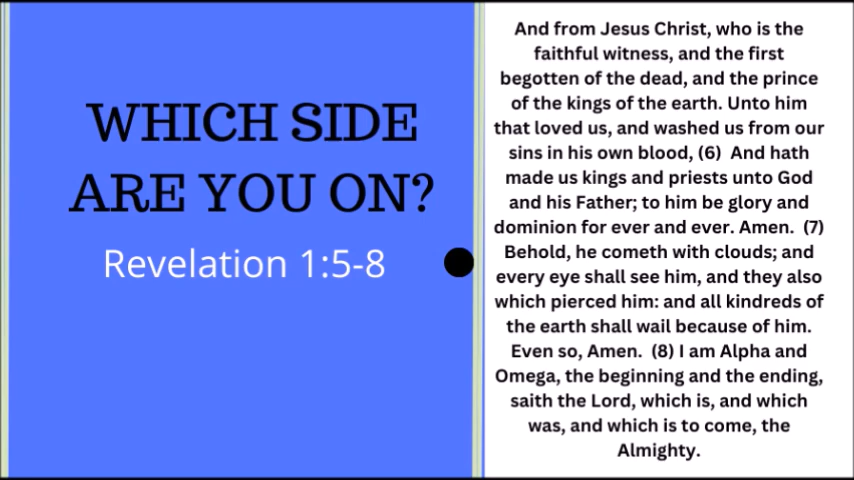 WHICH SIDE
ARE YOU ON?
Revelation 1:5-8
And from Jesus Christ, who is the
faithful witness, and the first
begotten of the dead, and the prince
of the kings of the earth. Unto him
that loved us, and washed us from our
sins in his own blood, (6) And hath
made us kings and priests unto God
and his Father; to him be glory and
dominion for ever and ever. Amen. (7)
Behold, he cometh with clouds; and
every eye shall see him, and they also
which pierced him: and all kindreds of
the earth shall wail because of him.
Even so, Amen. (8) I am Alpha and
Omega, the beginning and the ending,
saith the Lord, which is, and which
was, and which is to come, the
Almighty.